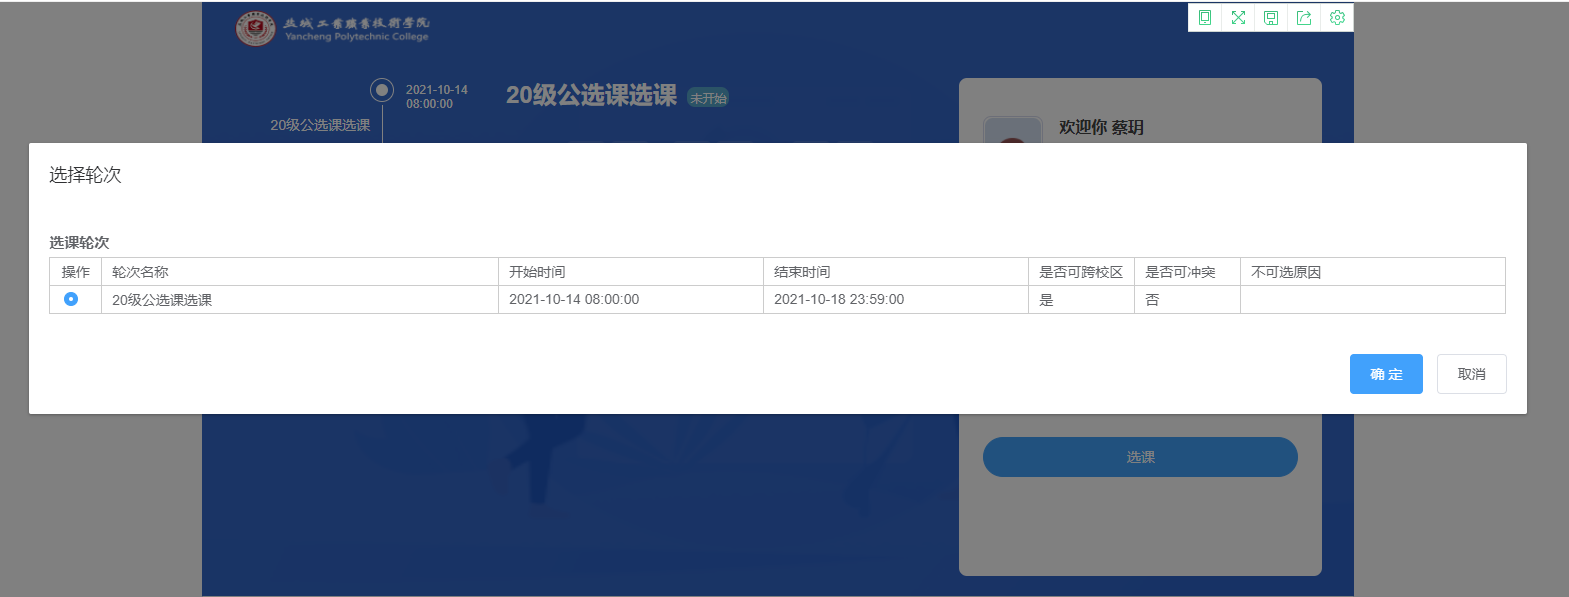 盐城工业职业技术学院
Yancheng Polytechnic College
2021-10-14
08:00:00
20级公选课选课
20级公选课选课 未开始
欢迎你 蔡玥
选择轮次
选课轮次
操作 轮次名称 开始时间 结束时间 是否可跨校区 是否可冲突 不可选原因
20级公选课选课 2021-10-14 08:00:00 2021-10-18 23:59:00 是 否
确 定 取消
选课